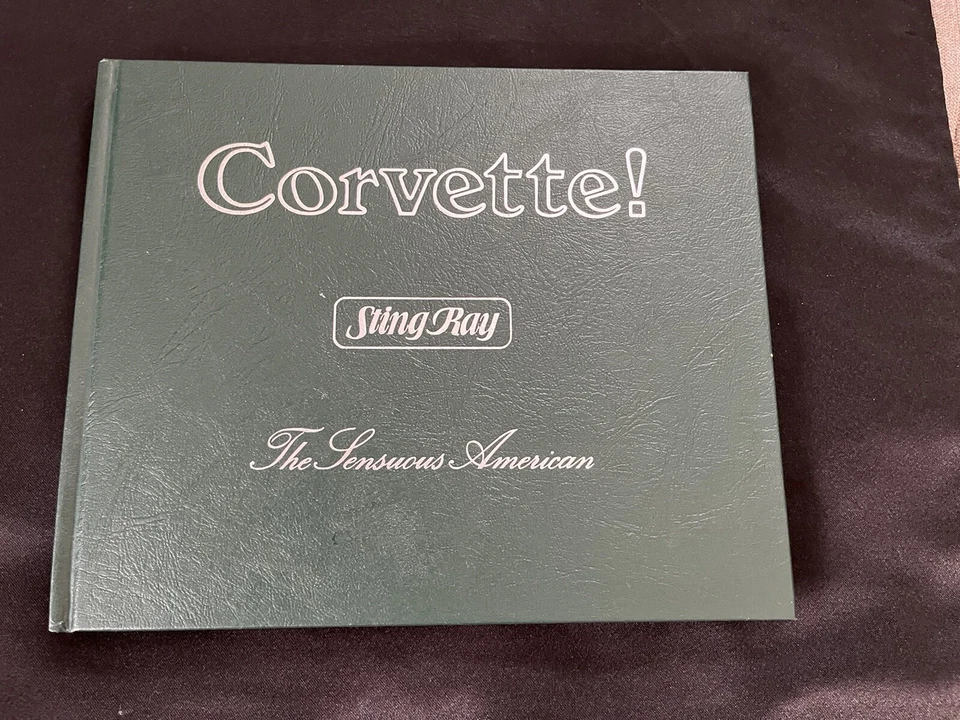 Corvette!
Sting Ray
The Sensuous American